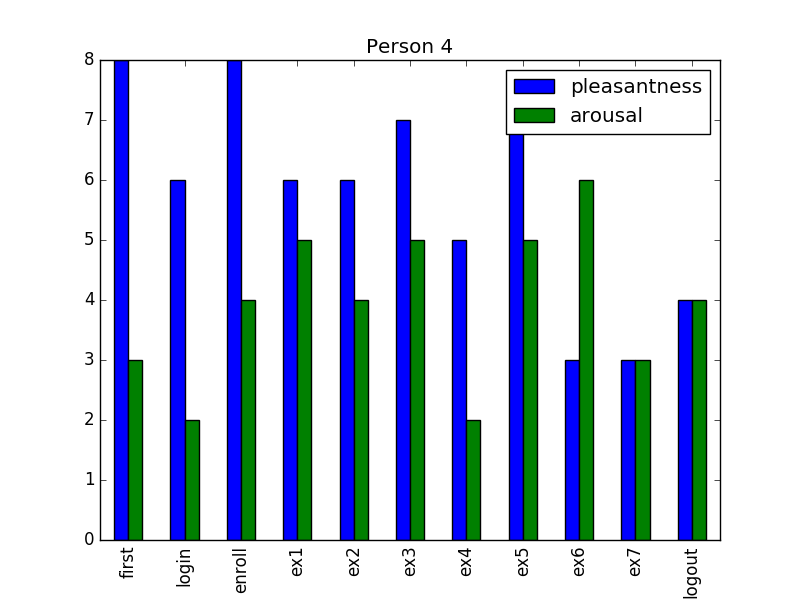 Person 4
pleasantness
arousal
8
7
6
5
4
3
2
1
0
first
login
enroll
ex1
ex2
ex3
ex4
ex5
ex6
ex7
logout